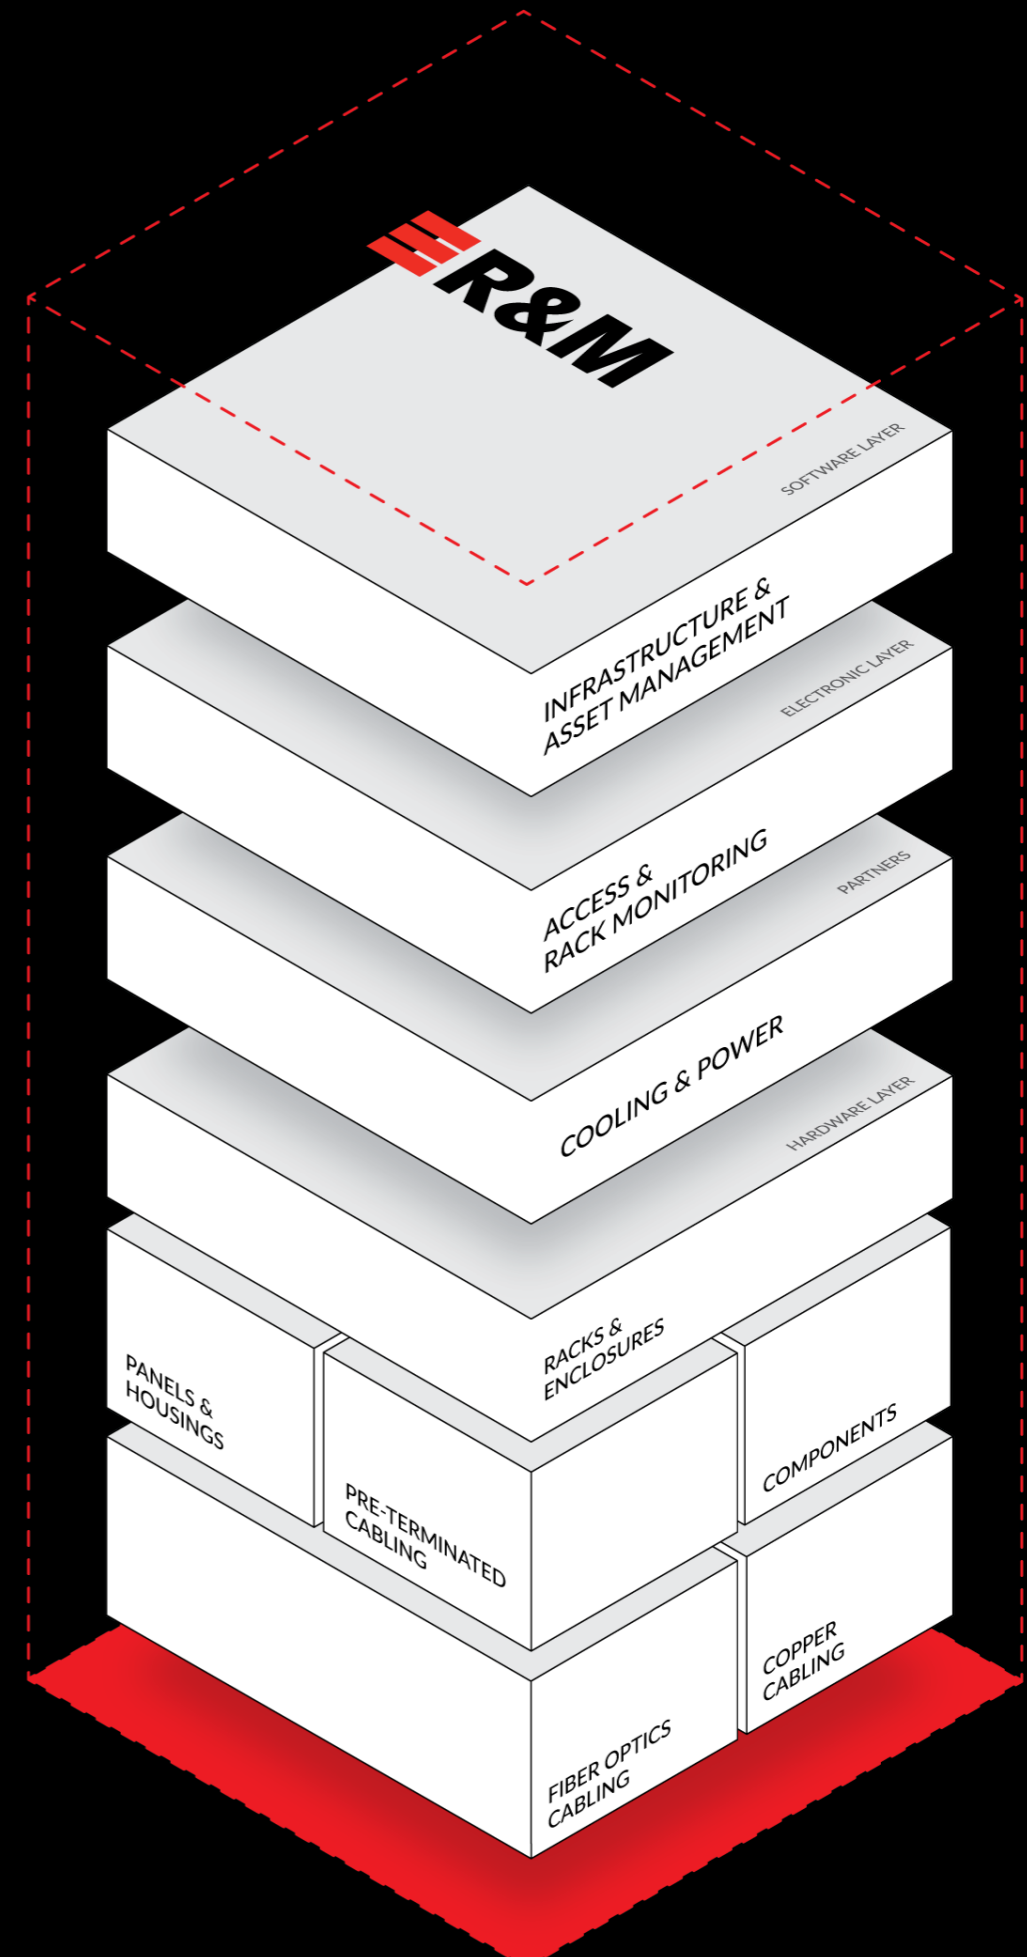 R&M
SOFTWARE LAYER
INFRASTRUCTURE &
ASSET MANAGEMENT
ELECTRONIC LAYER
ACCESS &
RACK MONITORING
PARTNERS
COOLING & POWER
HARDWARE LAYER
RACKS &
ENCLOSURES
PANELS &
HOUSINGS
PRE-TERMINATED
CABLING
COMPONENTS
COPPER
CABLING
FIBER OPTICS
CABLING